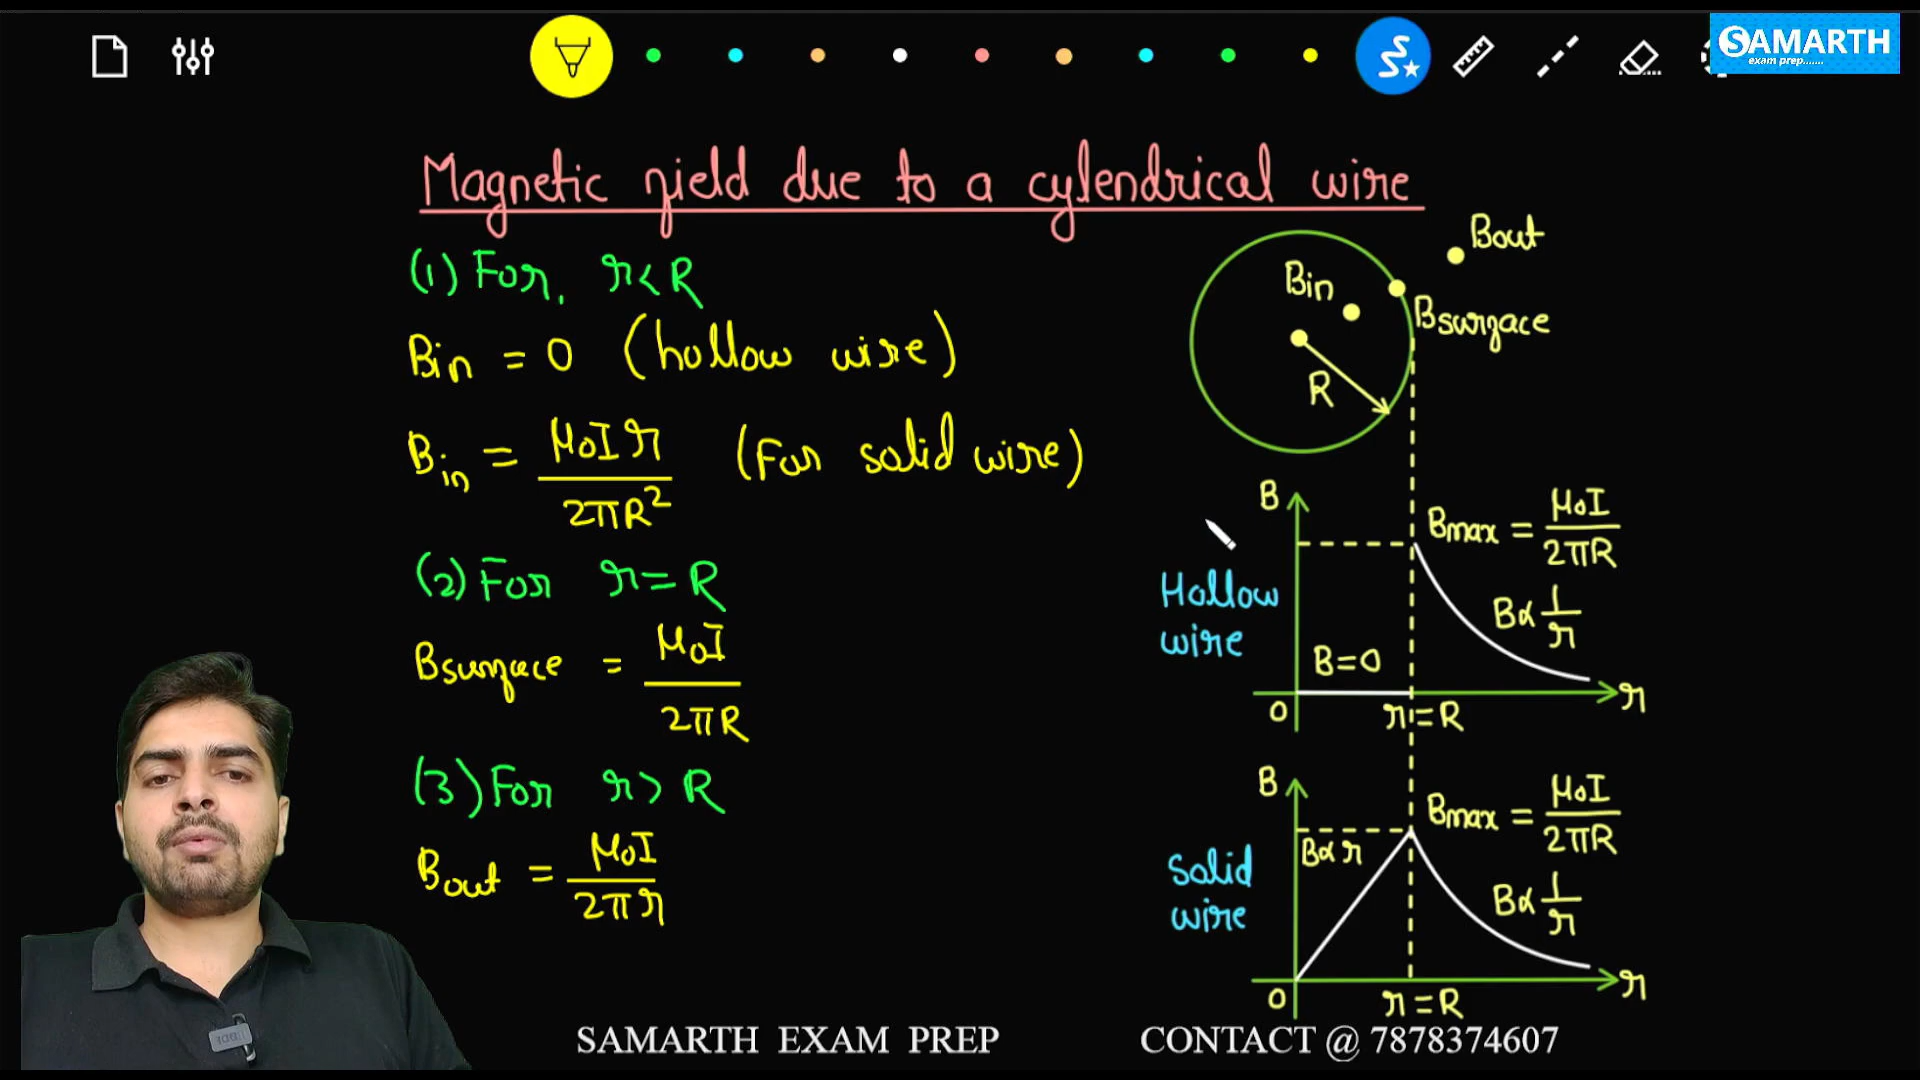 SAMARTH
exam prep.......
Magnetic field due to a cylendrical wire
(1) For, r < R
Bin = 0 (hollow wire)
Bin = μ0Ir / 2πR² (For solid wire)
(2) For r = R
Bsurface = μ0I / 2πR
(3) For r > R
Bout = μ0I / 2πr
Bout
Bin
Bsurface
R
B
Bmax = μ0I / 2πR
Hollow
wire
B ∝ 1/r
B=0
O
r=R
r
B
Bmax = μ0I / 2πR
B ∝ r
Solid
wire
B ∝ 1/r
O
r=R
r
SAMARTH EXAM PREP
CONTACT @ 7878374607